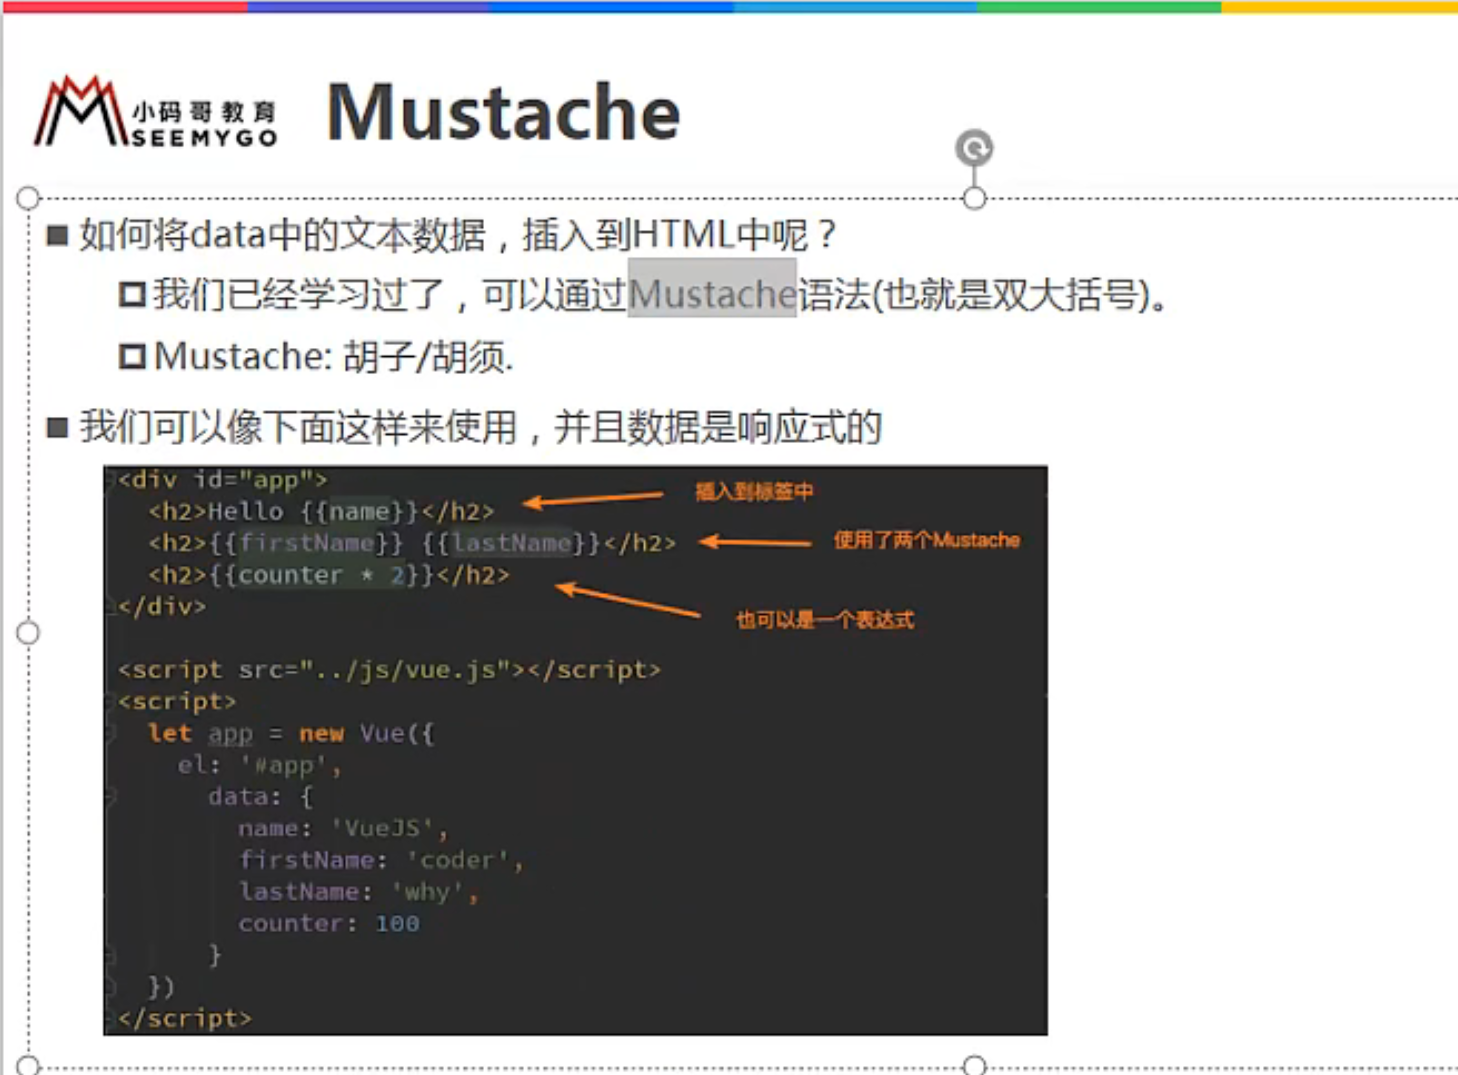 小码哥教育
SEEMYGO
Mustache
如何将data中的文本数据，插入到HTML中呢？
我们已经学习过了，可以通过Mustache语法(也就是双大括号)。
Mustache: 胡子/胡须.
我们可以像下面这样来使用，并且数据是响应式的
<div id="app">
插入到标签中
<h2>Hello {{name}}</h2>
<h2>{{firstName}} {{lastName}}</h2>
使用了两个Mustache
<h2>{{counter * 2}}</h2>
</div>
也可以是一个表达式
<script src="../js/vue.js"></script>
<script>
let app = new Vue({
el: '#app',
data: {
name: 'VueJS',
firstName: 'coder',
lastName: 'why',
counter: 100
}
})
</script>